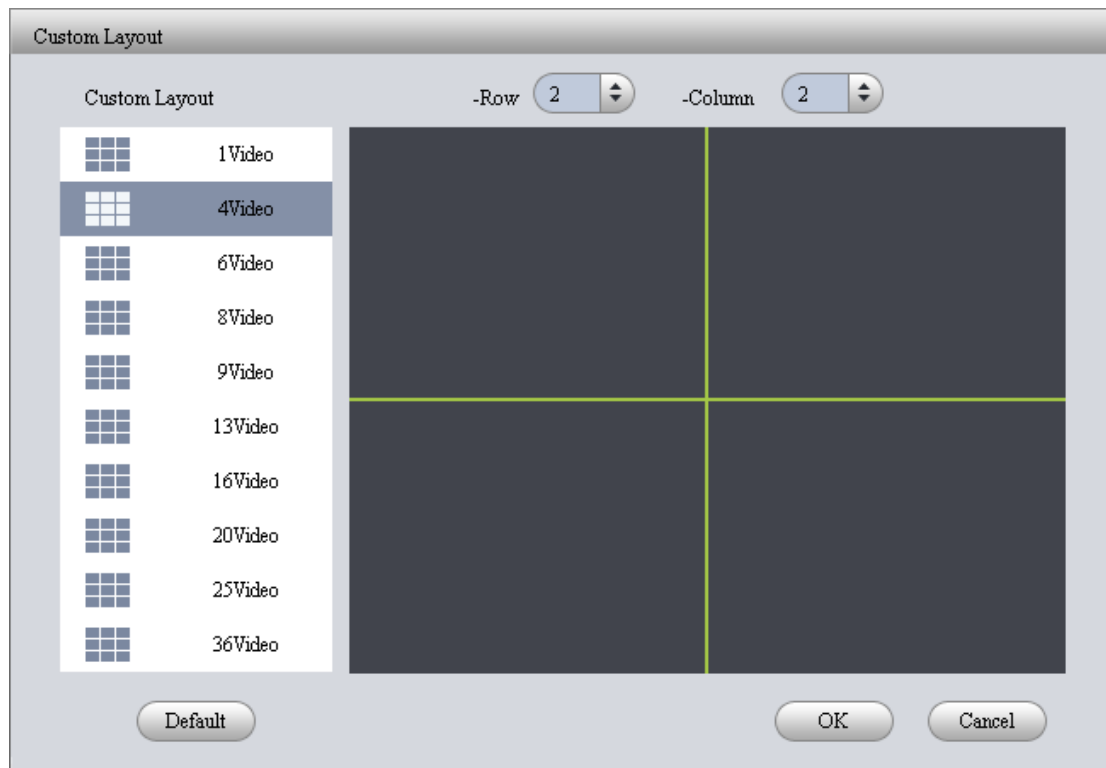 Custom Layout
Custom Layout -Row 2 -Column 2
1Video
4Video
6Video
8Video
9Video
13Video
16Video
20Video
25Video
36Video
Default OK Cancel